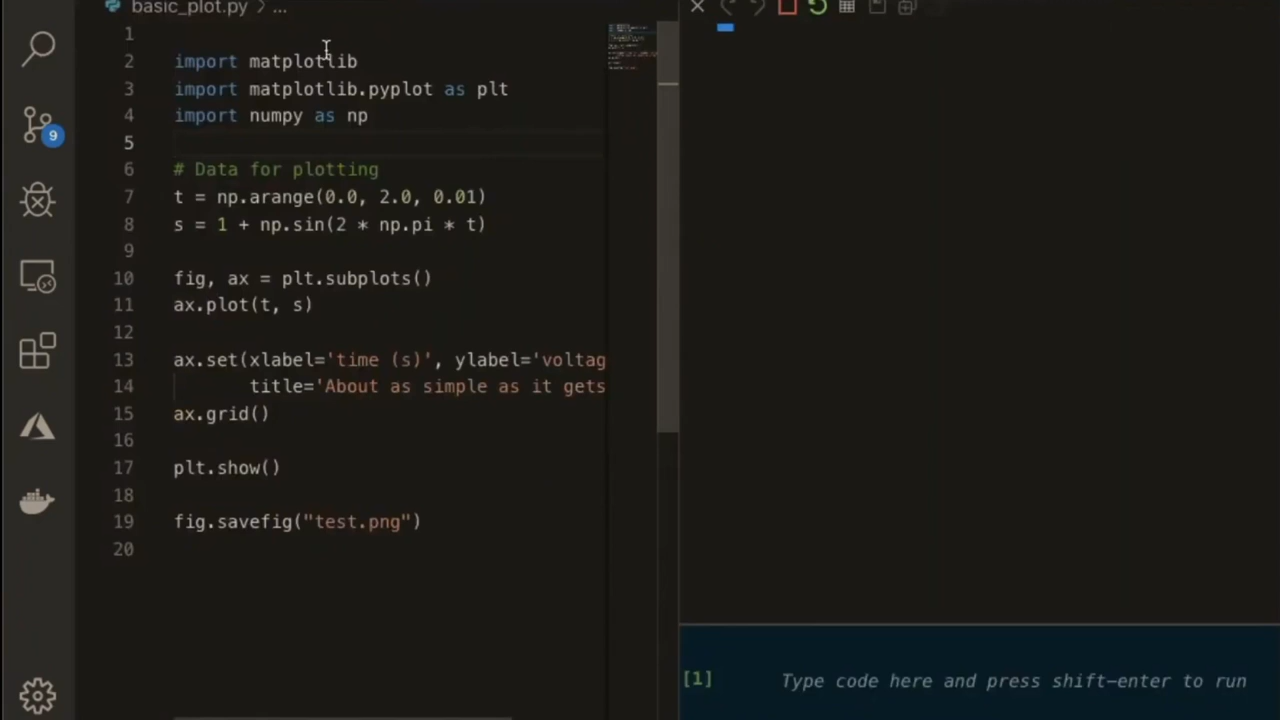 basic_plot.py > ...
1
2 import matplotlib
3 import matplotlib.pyplot as plt
4 import numpy as np
5
6 # Data for plotting
7 t = np.arange(0.0, 2.0, 0.01)
8 s = 1 + np.sin(2 * np.pi * t)
9
10 fig, ax = plt.subplots()
11 ax.plot(t, s)
12
13 ax.set(xlabel='time (s)', ylabel='voltag
14 title='About as simple as it gets
15 ax.grid()
16
17 plt.show()
18
19 fig.savefig("test.png")
20
9
[1] Type code here and press shift-enter to run